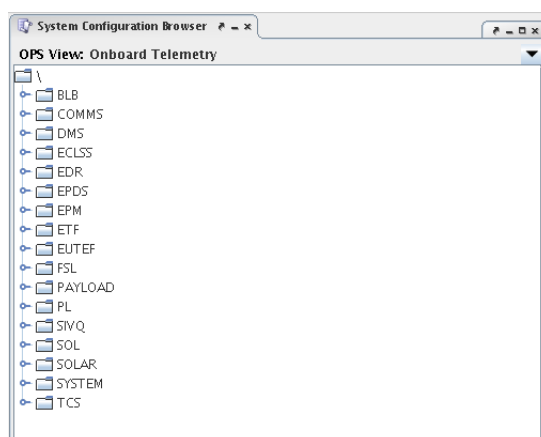 System Configuration Browser
OPS View: Onboard Telemetry
\
BLB
COMMS
DMS
ECLSS
EDR
EPDS
EPM
ETF
EUTEF
FSL
PAYLOAD
PL
SIVQ
SOL
SOLAR
SYSTEM
TCS